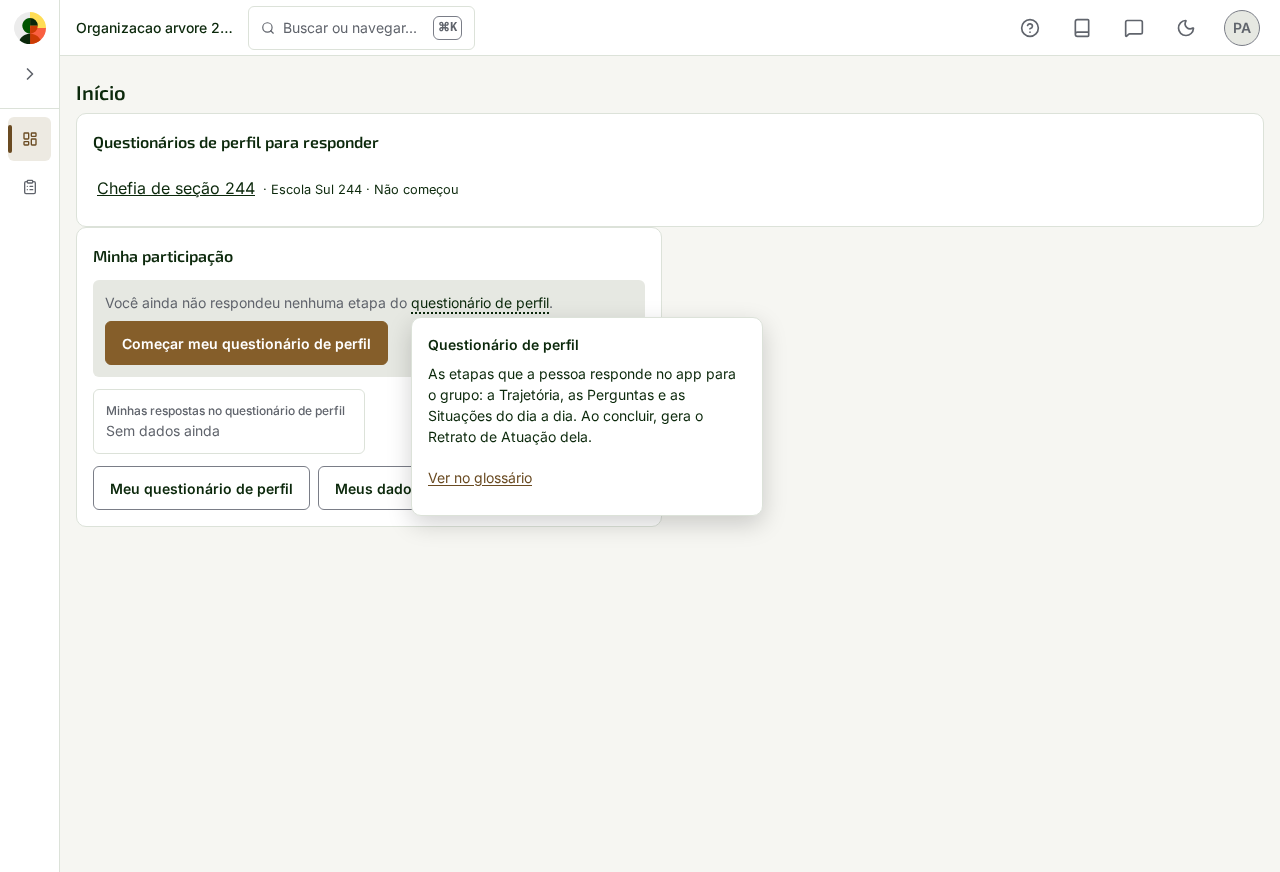 Organizacao arvore 2...
Buscar ou navegar...
⌘K
PA
Início
Questionários de perfil para responder
Chefia de seção 244 · Escola Sul 244 · Não começou
Minha participação
Você ainda não respondeu nenhuma etapa do questionário de perfil.
Começar meu questionário de perfil
Questionário de perfil
As etapas que a pessoa responde no app para
o grupo: a Trajetória, as Perguntas e as
Situações do dia a dia. Ao concluir, gera o
Retrato de Atuação dela.
Ver no glossário
Minhas respostas no questionário de perfil
Sem dados ainda
Meu questionário de perfil
Meus dado